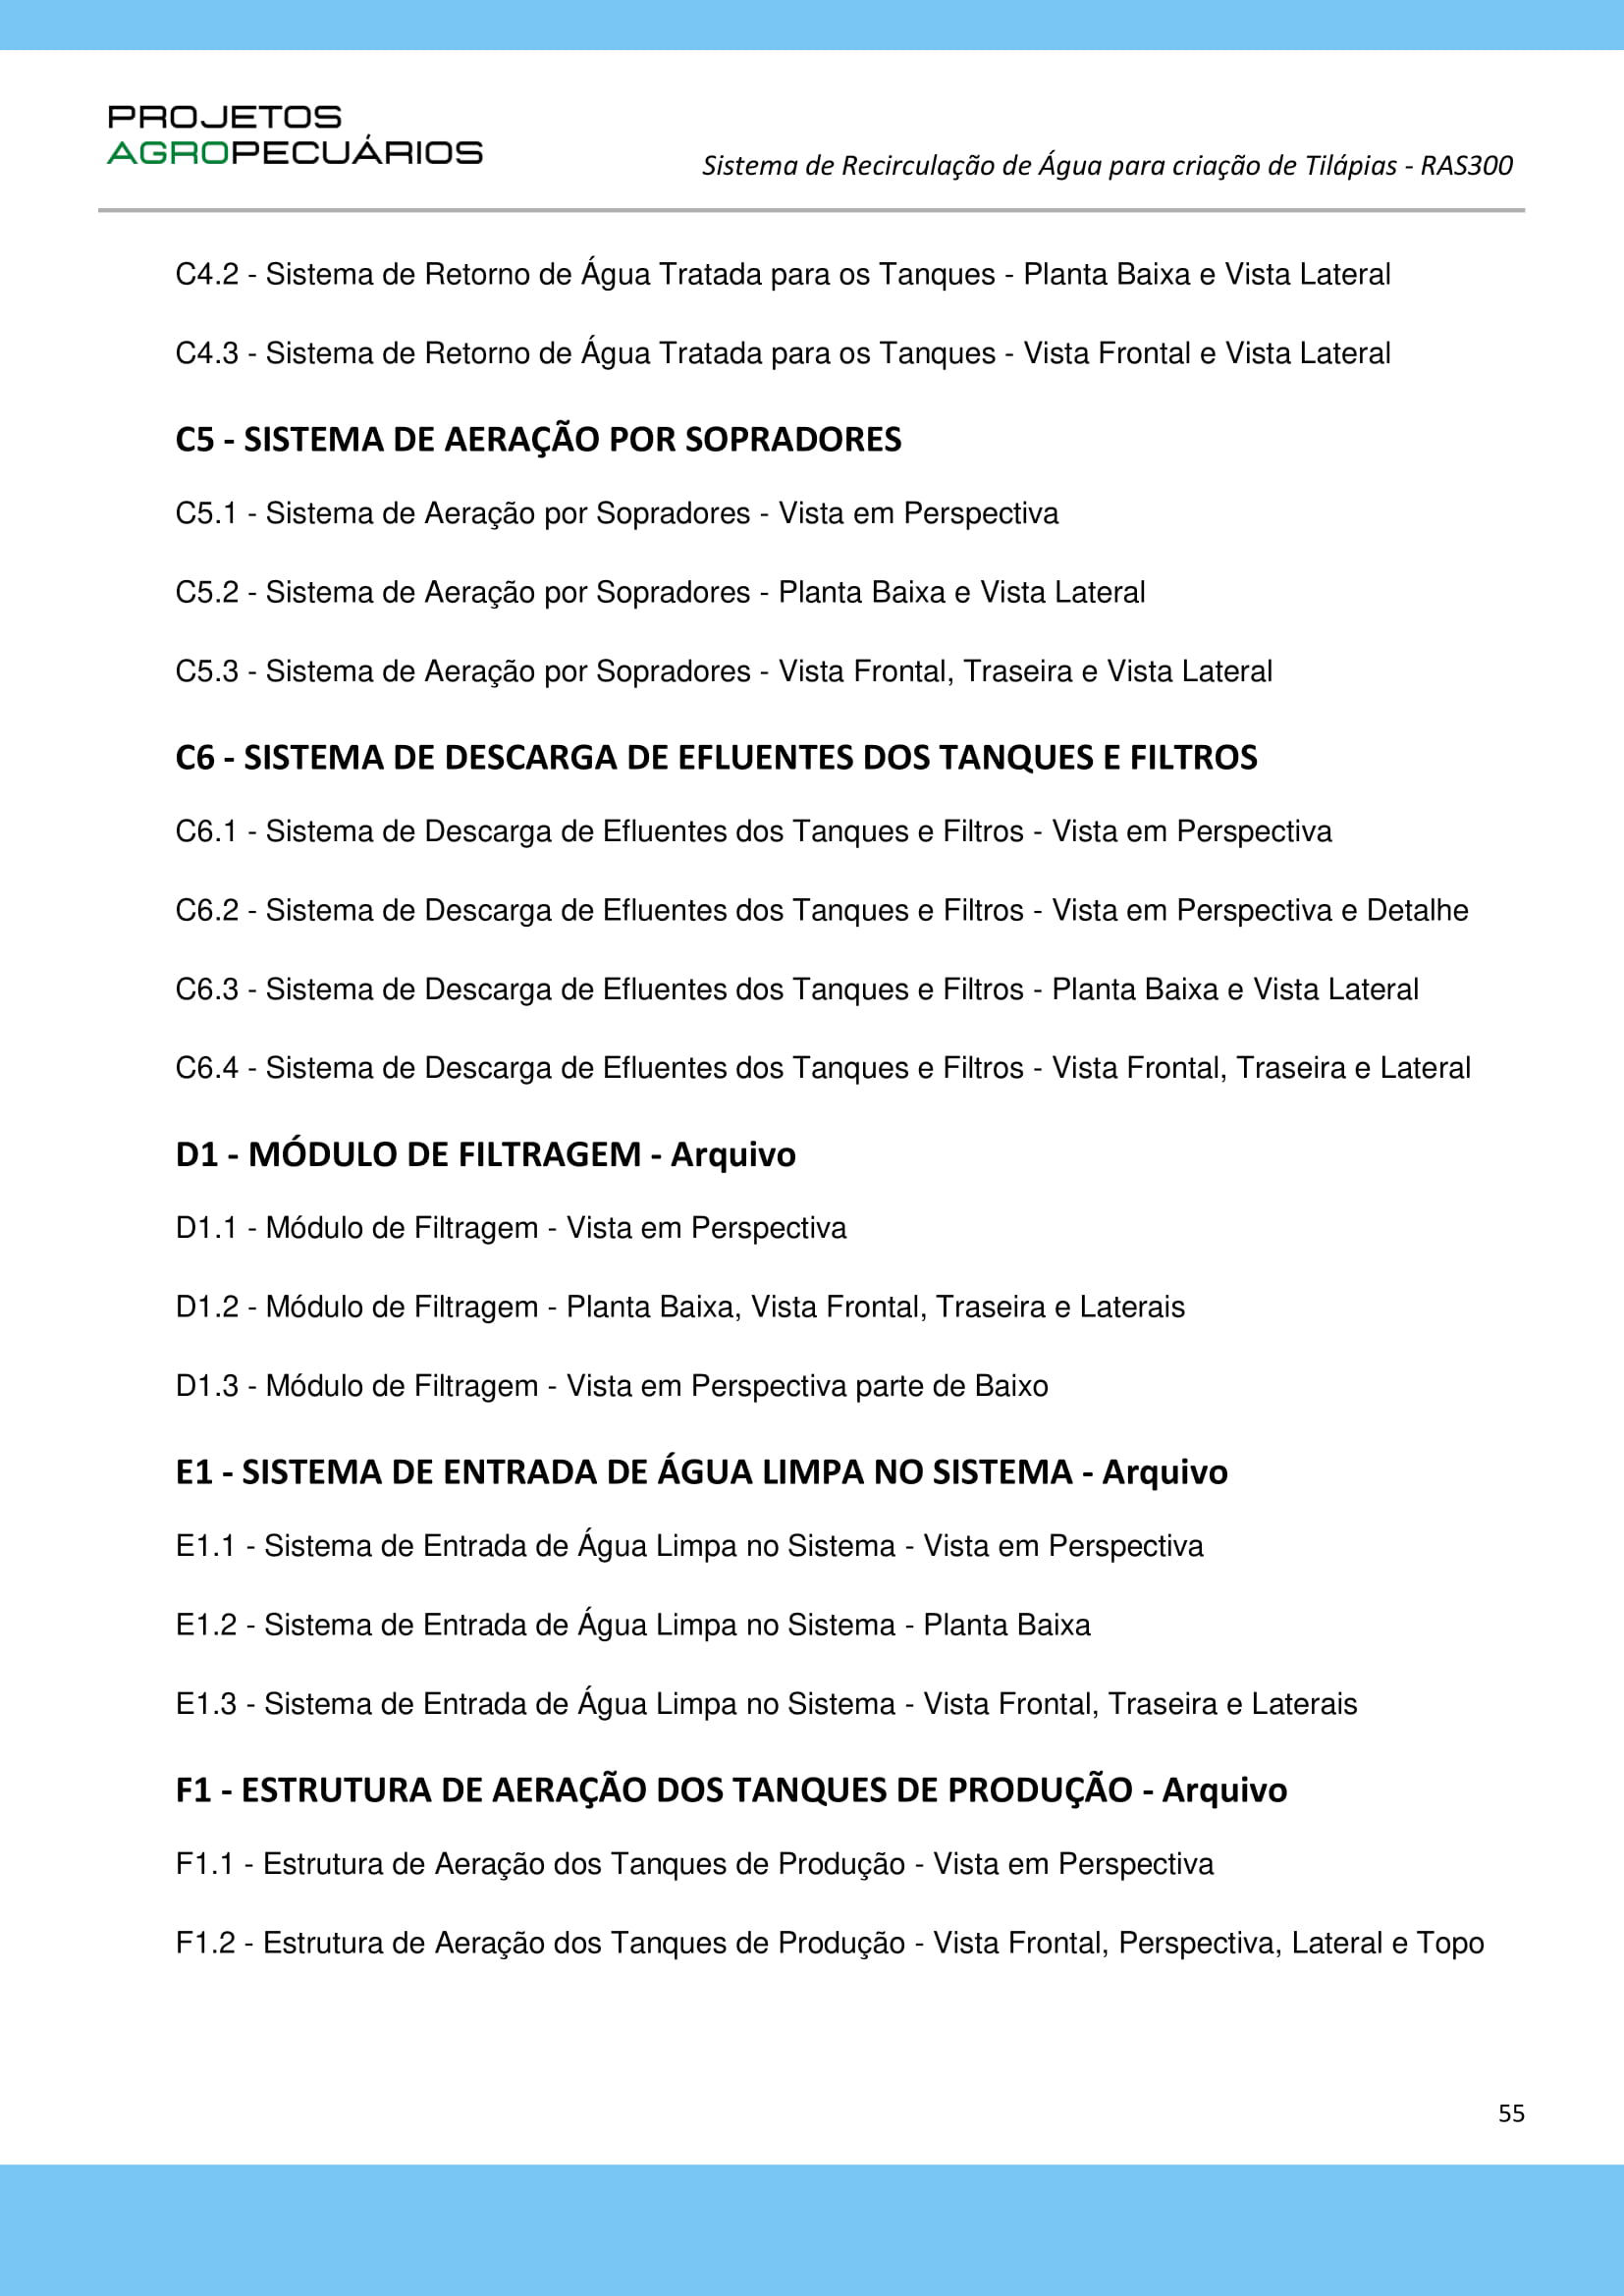 PROJETOS
AGROPECUÁRIOS
Sistema de Recirculação de Água para criação de Tilápias - RAS300
C4.2 - Sistema de Retorno de Água Tratada para os Tanques - Planta Baixa e Vista Lateral
C4.3 - Sistema de Retorno de Água Tratada para os Tanques - Vista Frontal e Vista Lateral
C5 - SISTEMA DE AERAÇÃO POR SOPRADORES
C5.1 - Sistema de Aeração por Sopradores - Vista em Perspectiva
C5.2 - Sistema de Aeração por Sopradores - Planta Baixa e Vista Lateral
C5.3 - Sistema de Aeração por Sopradores - Vista Frontal, Traseira e Vista Lateral
C6 - SISTEMA DE DESCARGA DE EFLUENTES DOS TANQUES E FILTROS
C6.1 - Sistema de Descarga de Efluentes dos Tanques e Filtros - Vista em Perspectiva
C6.2 - Sistema de Descarga de Efluentes dos Tanques e Filtros - Vista em Perspectiva e Detalhe
C6.3 - Sistema de Descarga de Efluentes dos Tanques e Filtros - Planta Baixa e Vista Lateral
C6.4 - Sistema de Descarga de Efluentes dos Tanques e Filtros - Vista Frontal, Traseira e Lateral
D1 - MÓDULO DE FILTRAGEM - Arquivo
D1.1 - Módulo de Filtragem - Vista em Perspectiva
D1.2 - Módulo de Filtragem - Planta Baixa, Vista Frontal, Traseira e Laterais
D1.3 - Módulo de Filtragem - Vista em Perspectiva parte de Baixo
E1 - SISTEMA DE ENTRADA DE ÁGUA LIMPA NO SISTEMA - Arquivo
E1.1 - Sistema de Entrada de Água Limpa no Sistema - Vista em Perspectiva
E1.2 - Sistema de Entrada de Água Limpa no Sistema - Planta Baixa
E1.3 - Sistema de Entrada de Água Limpa no Sistema - Vista Frontal, Traseira e Laterais
F1 - ESTRUTURA DE AERAÇÃO DOS TANQUES DE PRODUÇÃO - Arquivo
F1.1 - Estrutura de Aeração dos Tanques de Produção - Vista em Perspectiva
F1.2 - Estrutura de Aeração dos Tanques de Produção - Vista Frontal, Perspectiva, Lateral e Topo
55